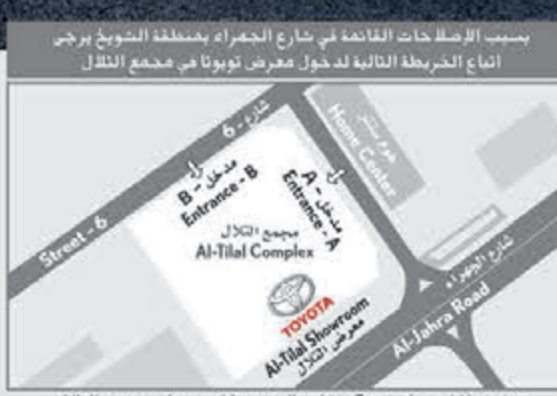 بسبب الإصلاحات القائمة في شارع الجهراء بمنطقة الشويخ يرجى
اتباع الخريطة التالية لدخول معرض تويوتا في مجمع التلال
شارع - 6
Street - 6
مدخل - B
Entrance - B
مدخل - A
Entrance - A
هوم سنتر
Home Center
مجمع التلال
Al-Tilal Complex
TOYOTA
Al-Tilal Showroom
معرض التلال
شارع الجهراء
Al-Jahra Road